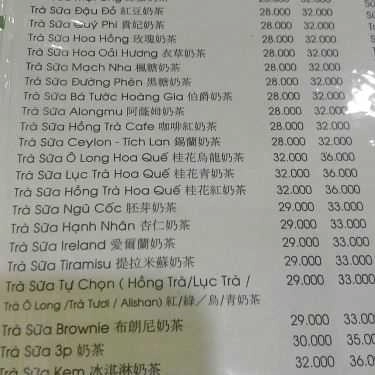 Trà Sữa Đậu Đỏ 紅豆奶茶 28.000 32.000
Trà Sữa Quý Phi 貴妃奶茶 28.000 32.000
Trà Sữa Hoa Hồng 玫瑰奶茶 28.000 32.000
Trà Sữa Hoa Oải Hương 衣草奶茶 28.000 32.000
Trà Sữa Mạch Nha 楓糖奶茶 28.000 32.000
Trà Sữa Đường Phèn 黑糖奶茶 28.000 32.000
Trà Sữa Bá Tước Hoàng Gia 伯爵奶茶 28.000 32.000
Trà Sữa Alongmu 阿薩姆奶茶 28.000 32.000
Trà Sữa Hồng Trà Cafe 咖啡紅奶茶 28.000 32.000
Trà Sữa Ceylon - Tích Lan 錫蘭奶茶 28.000 32.000
Trà Sữa Ô Long Hoa Quế 桂花烏龍奶茶 32.000 36.000
Trà Sữa Lục Trà Hoa Quế 桂花青奶茶 32.000 36.000
Trà Sữa Hồng Trà Hoa Quế 桂花紅奶茶 32.000 36.000
Trà Sữa Ngũ Cốc 胚芽奶茶 29.000 33.000
Trà Sữa Hạnh Nhân 杏仁奶茶 29.000 33.000
Trà Sữa Ireland 愛爾蘭奶茶 29.000 33.000
Trà Sữa Tiramisu 提拉米蘇奶茶 29.000 33.000
Trà Sữa Tự Chọn ( Hồng Trà/Lục Trà / 29.000 33.000
Trà Ô Long /Trà Tươi / Alishan) 紅/綠／烏/青奶茶
Trà Sữa Brownie 布朗尼奶茶 29.000 33.000
Trà Sữa 3p 奶茶 30.000 35.00
Trà Sữa Kem 冰淇淋奶茶 32.000 36.00